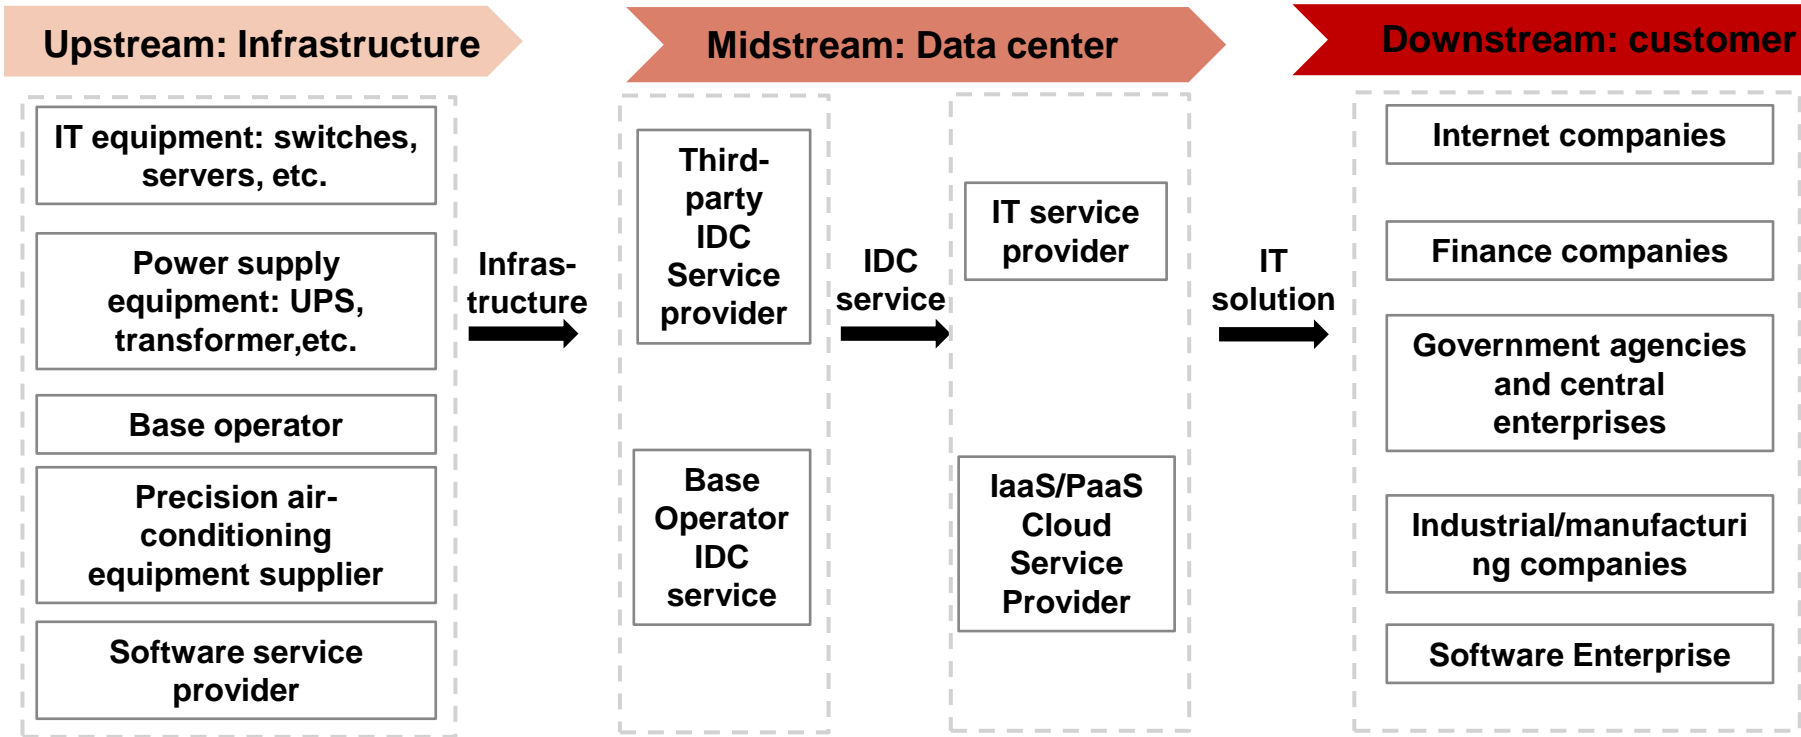 Upstream: Infrastructure
Midstream: Data center
Downstream: customer
IT equipment: switches,
servers, etc.
Power supply
equipment: UPS,
transformer,etc.
Base operator
Precision air-
conditioning
equipment supplier
Software service
provider
Infras-
tructure
Third-
party
IDC
Service
provider
Base
Operator
IDC
service
IDC
service
IT service
provider
IaaS/PaaS
Cloud
Service
Provider
IT
solution
Internet companies
Finance companies
Government agencies
and central
enterprises
Industrial/manufacturi
ng companies
Software Enterprise